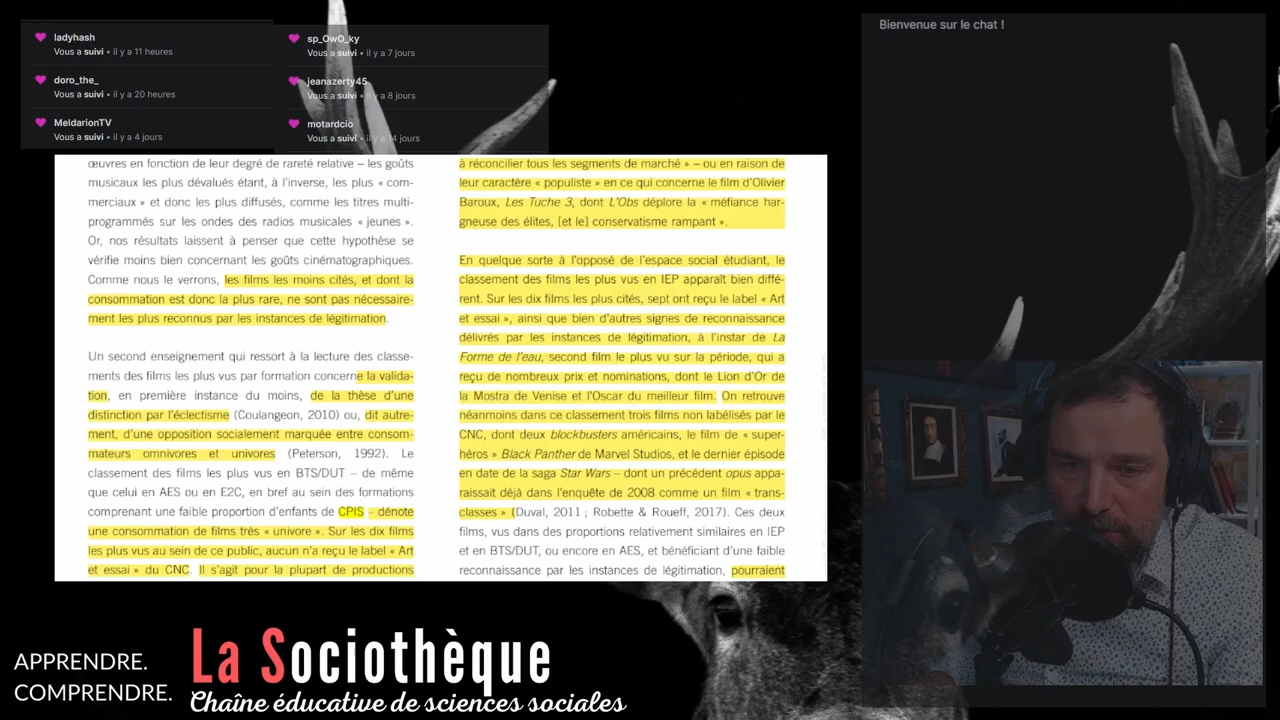 ladyhash
Vous a suivi • il y a 11 heures
doro_the_
Vous a suivi • il y a 20 heures
MeldarionTV
Vous a suivi • il y a 4 jours
sp_OwO_ky
Vous a suivi • il y a 7 jours
jeanazerty45
Vous a suivi • il y a 8 jours
motardcio
Vous a suivi • il y a 14 jours
Bienvenue sur le chat !
œuvres en fonction de leur degré de rareté relative – les goûts
musicaux les plus dévalués étant, à l'inverse, les plus « com-
merciaux » et donc les plus diffusés, comme les titres multi-
programmés sur les ondes des radios musicales « jeunes ».
Or, nos résultats laissent à penser que cette hypothèse se
vérifie moins bien concernant les goûts cinématographiques.
Comme nous le verrons, les films les moins cités, et dont la
consommation est donc la plus rare, ne sont pas nécessaire-
ment les plus reconnus par les instances de légitimation.
Un second enseignement qui ressort à la lecture des classe-
ments des films les plus vus par formation concerne la valida-
tion, en première instance du moins, de la thèse d'une
distinction par l'éclectisme (Coulangeon, 2010) ou, dit autre-
ment, d'une opposition socialement marquée entre consom-
mateurs omnivores et univores (Peterson, 1992). Le
classement des films les plus vus en BTS/DUT – de même
que celui en AES ou en E2C, en bref au sein des formations
comprenant une faible proportion d'enfants de CPIS – dénote
une consommation de films très « univore ». Sur les dix films
les plus vus au sein de ce public, aucun n'a reçu le label « Art
et essai » du CNC. Il s'agit pour la plupart de productions
à réconcilier tous les segments de marché » – ou en raison de
leur caractère « populiste » en ce qui concerne le film d'Olivier
Baroux, Les Tuche 3, dont L'Obs déplore la « méfiance har-
gneuse des élites, [et le] conservatisme rampant ».
En quelque sorte à l'opposé de l'espace social étudiant, le
classement des films les plus vus en IEP apparaît bien diffé-
rent. Sur les dix films les plus cités, sept ont reçu le label « Art
et essai », ainsi que bien d'autres signes de reconnaissance
délivrés par les instances de légitimation, à l'instar de La
Forme de l'eau, second film le plus vu sur la période, qui a
reçu de nombreux prix et nominations, dont le Lion d'Or de
la Mostra de Venise et l'Oscar du meilleur film. On retrouve
néanmoins dans ce classement trois films non labélisés par le
CNC, dont deux blockbusters américains, le film de « super-
héros » Black Panther de Marvel Studios, et le dernier épisode
en date de la saga Star Wars – dont un précédent opus appa-
raissait déjà dans l'enquête de 2008 comme un film « trans-
classes » (Duval, 2011 ; Robette & Roueff, 2017). Ces deux
films, vus dans des proportions relativement similaires en IEP
et en BTS/DUT, ou encore en AES, et bénéficiant d'une faible
reconnaissance par les instances de légitimation, pourraient
APPRENDRE.
COMPRENDRE.
La Sociothèque
Chaîne éducative de sciences sociales